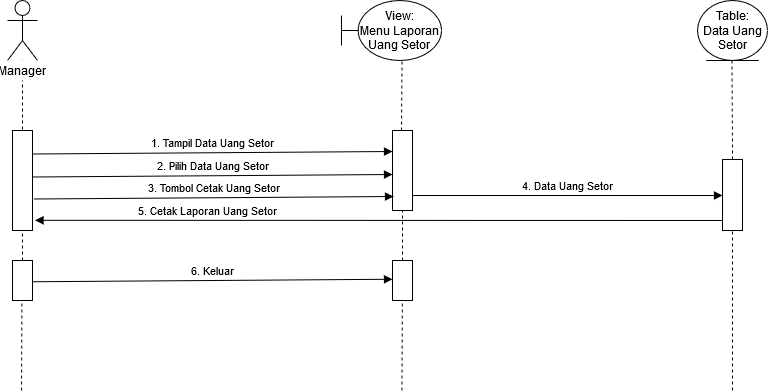 View:
Menu Laporan
Uang Setor
Table:
Data Uang
Setor
Manager
1. Tampil Data Uang Setor
2. Pilih Data Uang Setor
3. Tombol Cetak Uang Setor
4. Data Uang Setor
5. Cetak Laporan Uang Setor
6. Keluar